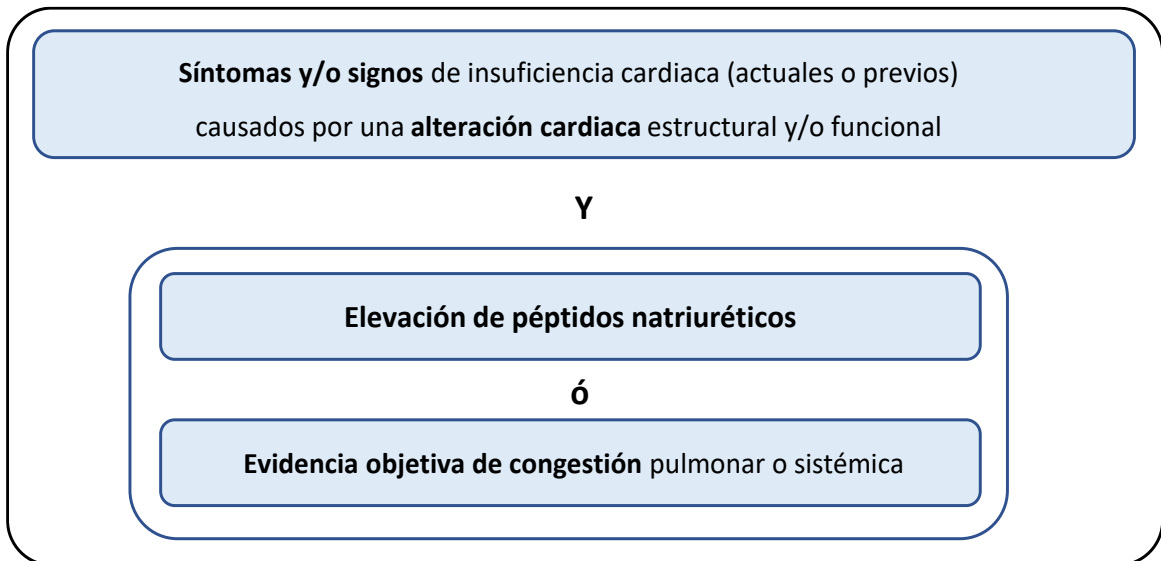 Síntomas y/o signos de insuficiencia cardiaca (actuales o previos)
causados por una alteración cardiaca estructural y/o funcional
Y
Elevación de péptidos natriuréticos
ó
Evidencia objetiva de congestión pulmonar o sistémica